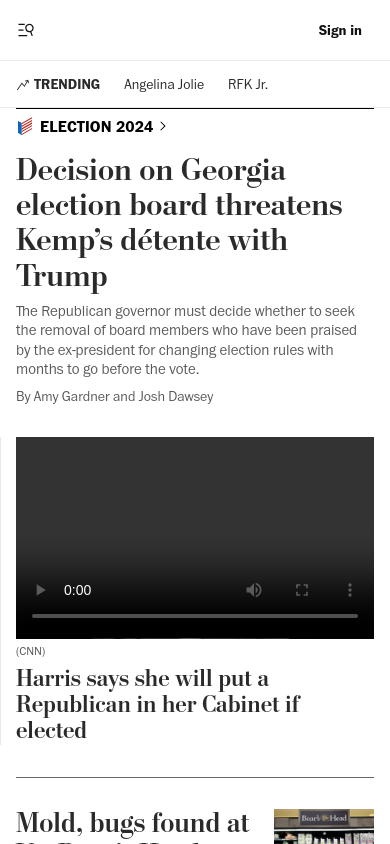 Sign in
TRENDING Angelina Jolie RFK Jr.
ELECTION 2024
Decision on Georgia
election board threatens
Kemp’s détente with
Trump
The Republican governor must decide whether to seek
the removal of board members who have been praised
by the ex-president for changing election rules with
months to go before the vote.
By Amy Gardner and Josh Dawsey
0:00
(CNN)
Harris says she will put a
Republican in her Cabinet if
elected
Mold, bugs found at
Boar's Head